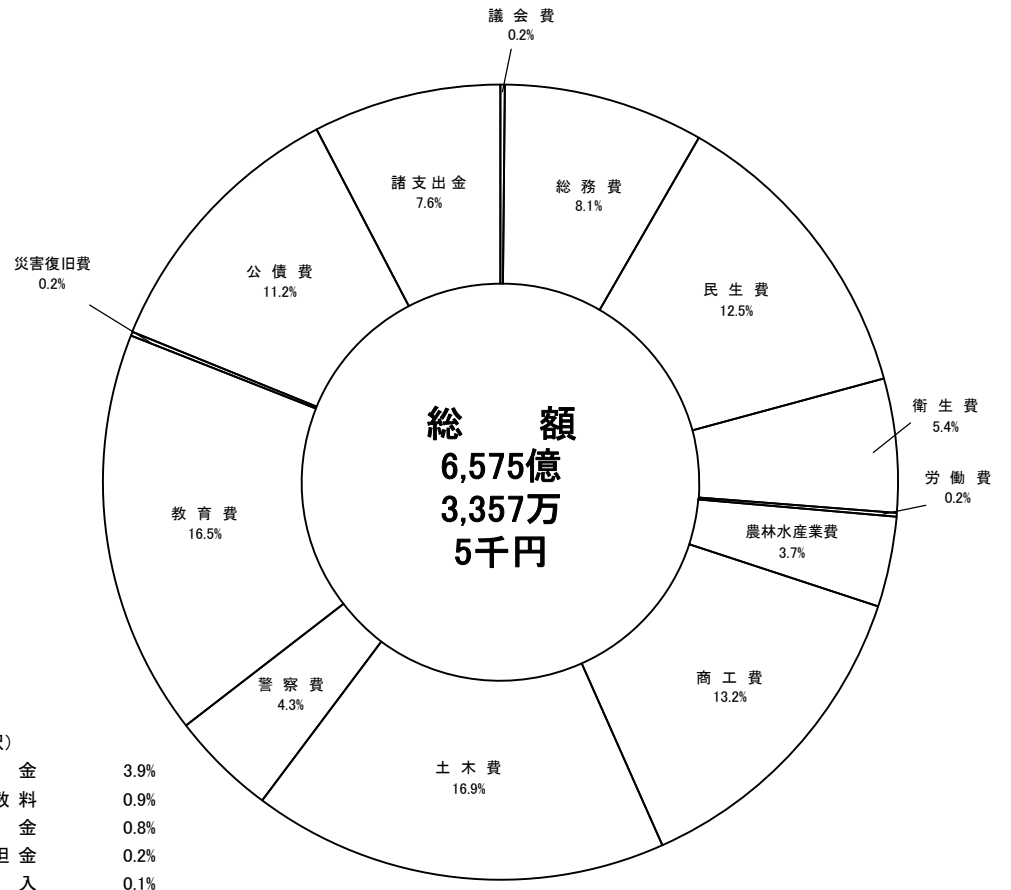 議会費
0.2%
総務費
8.1%
民生費
12.5%
衛生費
5.4%
労働費
0.2%
農林水産業費
3.7%
商工費
13.2%
土木費
16.9%
警察費
4.3%
教育費
16.5%
災害復旧費
0.2%
公債費
11.2%
諸支出金
7.6%
総額
6,575億
3,357万
5千円
)
金 3.9%
数料 0.9%
金 0.8%
担金 0.2%
入 0.1%